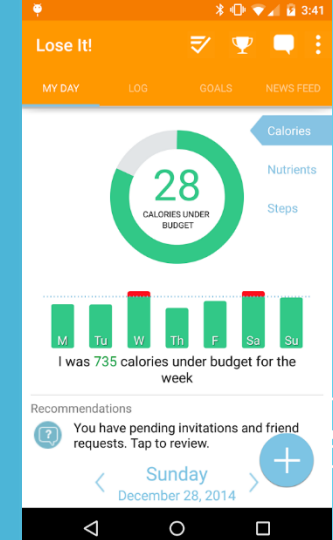 3:41
Lose It!
MY DAY
LOG
GOALS
NEWS FEED
Calories
Nutrients
Steps
28
CALORIES UNDER
BUDGET
M
Tu
W
Th
F
Sa
Su
I was 735 calories under budget for the
week
Recommendations
?
You have pending invitations and friend
requests. Tap to review.
Sunday
December 28, 2014